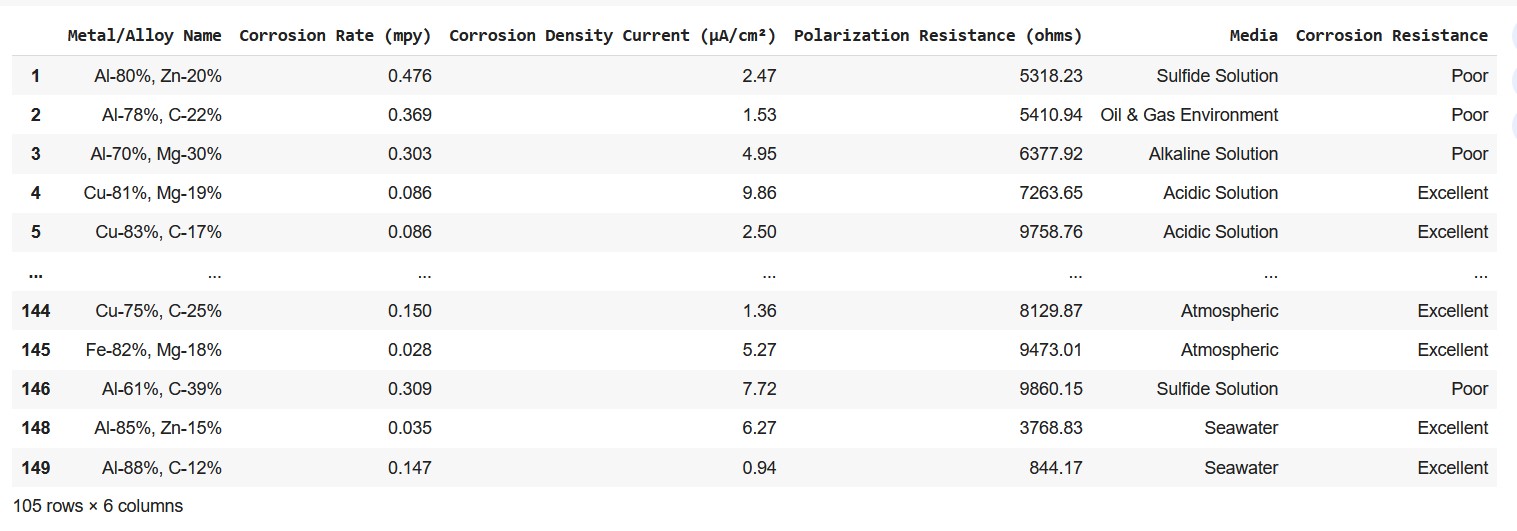 Metal/Alloy Name Corrosion Rate (mpy) Corrosion Density Current (µA/cm²) Polarization Resistance (ohms) Media Corrosion Resistance
1 Al-80%, Zn-20% 0.476 2.47 5318.23 Sulfide Solution Poor
2 Al-78%, C-22% 0.369 1.53 5410.94 Oil & Gas Environment Poor
3 Al-70%, Mg-30% 0.303 4.95 6377.92 Alkaline Solution Poor
4 Cu-81%, Mg-19% 0.086 9.86 7263.65 Acidic Solution Excellent
5 Cu-83%, C-17% 0.086 2.50 9758.76 Acidic Solution Excellent
... ... ... ... ... ... ...
144 Cu-75%, C-25% 0.150 1.36 8129.87 Atmospheric Excellent
145 Fe-82%, Mg-18% 0.028 5.27 9473.01 Atmospheric Excellent
146 Al-61%, C-39% 0.309 7.72 9860.15 Sulfide Solution Poor
148 Al-85%, Zn-15% 0.035 6.27 3768.83 Seawater Excellent
149 Al-88%, C-12% 0.147 0.94 844.17 Seawater Excellent
105 rows × 6 columns